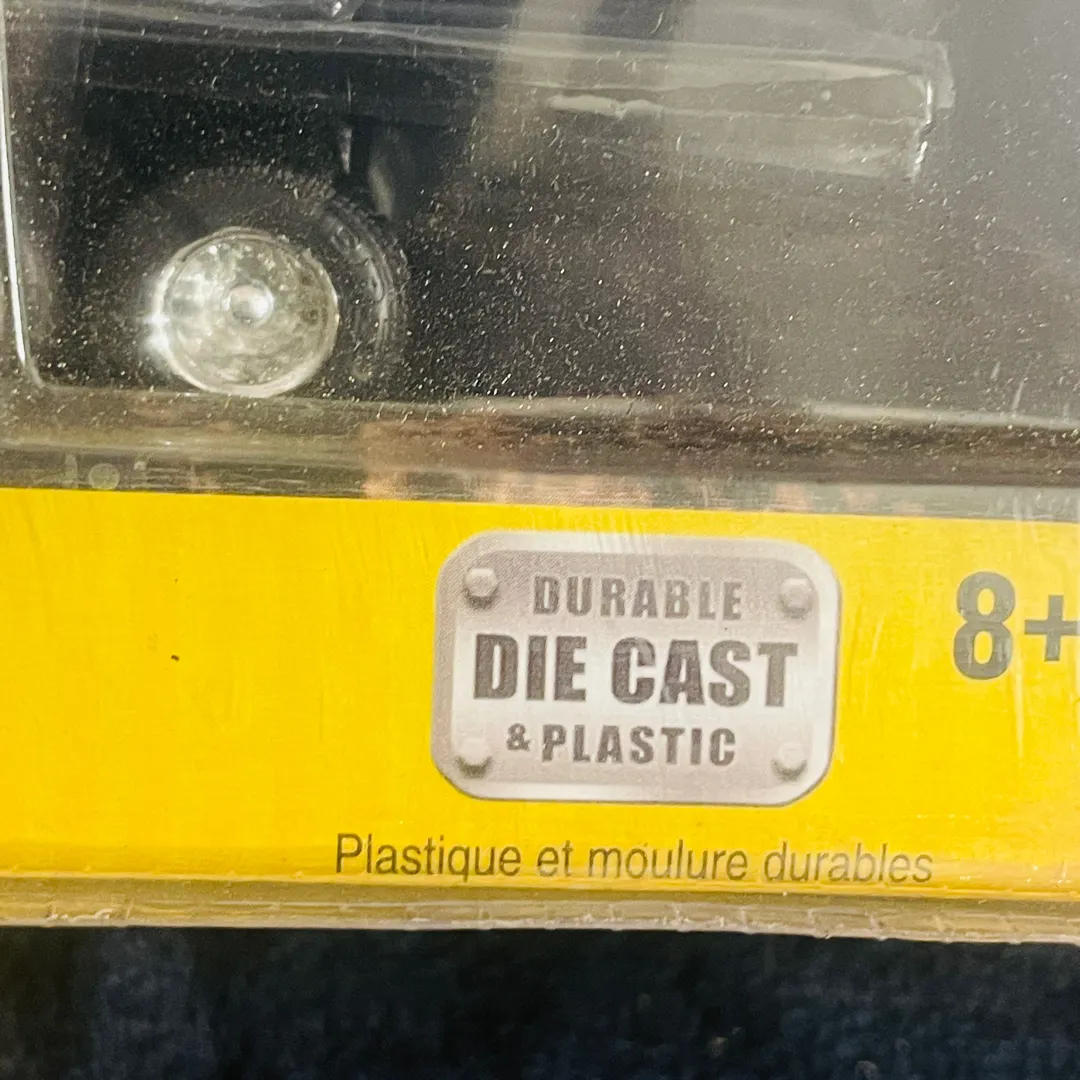 DURABLE
DIE CAST
& PLASTIC
8+
Plastique et moulure durables